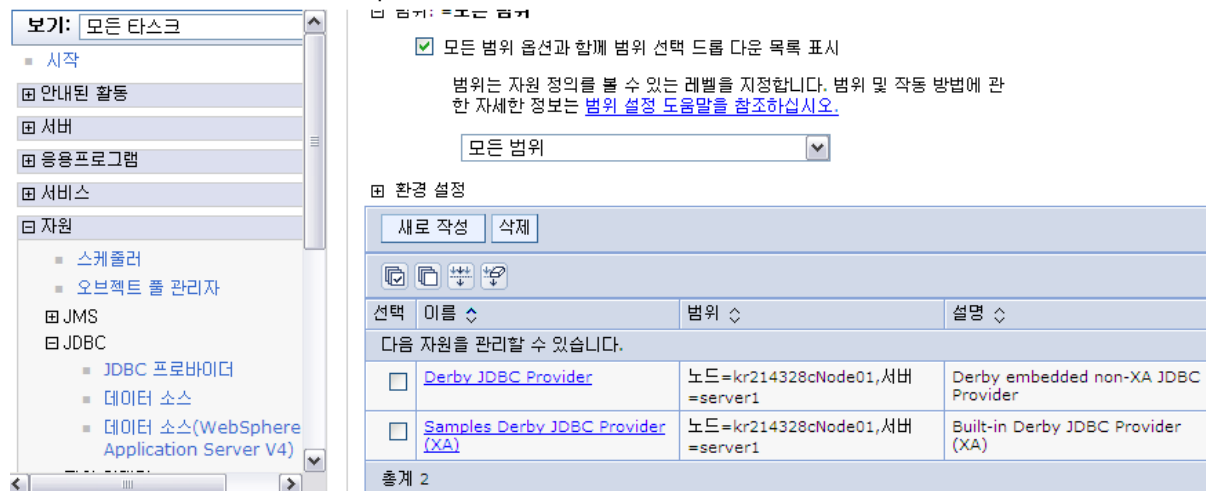 보기: 모든 타스크
시작
안내된 활동
서버
응용프로그램
서비스
자원
스케줄러
오브젝트 풀 관리자
JMS
JDBC
JDBC 프로바이더
데이터 소스
데이터 소스(WebSphere
Application Server V4)
범위: =모든 범위
모든 범위 옵션과 함께 범위 선택 드롭 다운 목록 표시
범위는 자원 정의를 볼 수 있는 레벨을 지정합니다. 범위 및 작동 방법에 관
한 자세한 정보는 범위 설정 도움말을 참조하십시오.
모든 범위
환경 설정
새로 작성 삭제
선택 이름 범위 설명
다음 자원을 관리할 수 있습니다.
Derby JDBC Provider 노드=kr214328cNode01,서버 Derby embedded non-XA JDBC
=server1 Provider
Samples Derby JDBC Provider 노드=kr214328cNode01,서버 Built-in Derby JDBC Provider
(XA) =server1 (XA)
총계 2